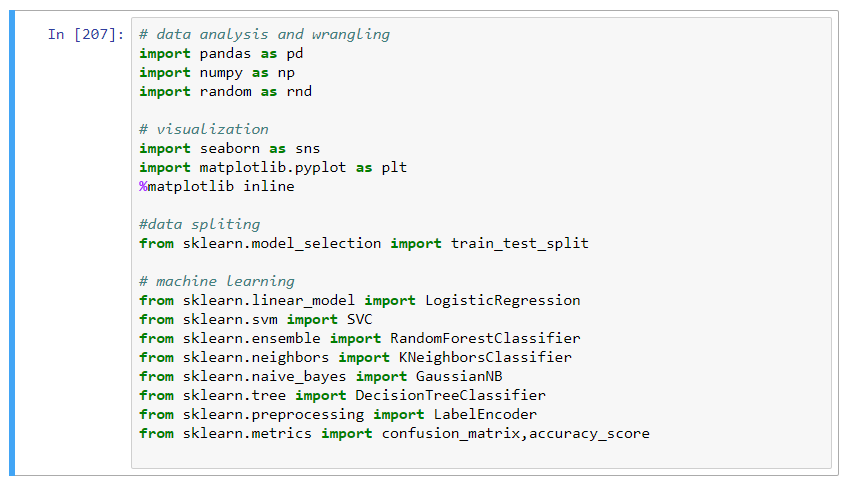 In [207]:
# data analysis and wrangling
import pandas as pd
import numpy as np
import random as rnd
# visualization
import seaborn as sns
import matplotlib.pyplot as plt
%matplotlib inline
#data spliting
from sklearn.model_selection import train_test_split
# machine learning
from sklearn.linear_model import LogisticRegression
from sklearn.svm import SVC
from sklearn.ensemble import RandomForestClassifier
from sklearn.neighbors import KNeighborsClassifier
from sklearn.naive_bayes import GaussianNB
from sklearn.tree import DecisionTreeClassifier
from sklearn.preprocessing import LabelEncoder
from sklearn.metrics import confusion_matrix,accuracy_score